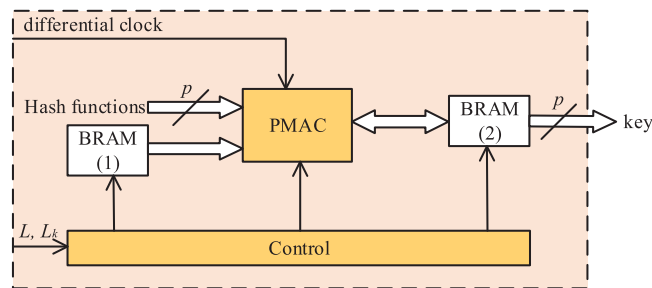 differential clock
p
Hash functions
BRAM
(1)
PMAC
BRAM
(2)
p
key
L, Lk
Control